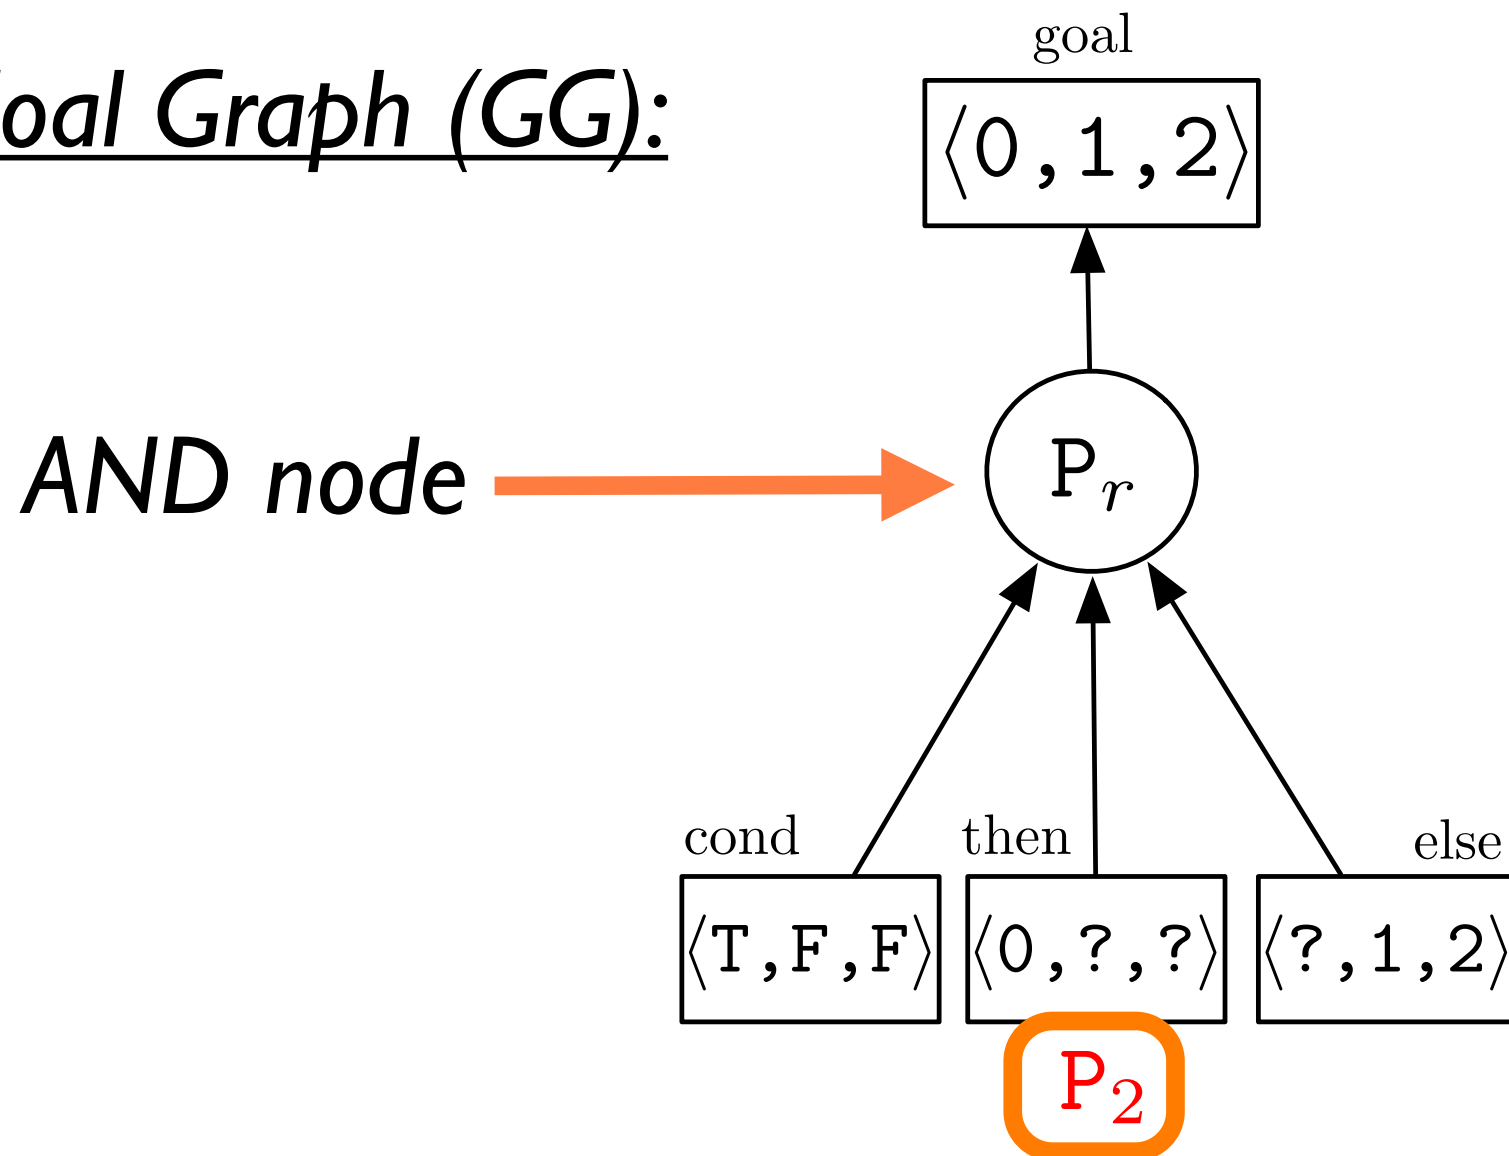 goal
oal Graph (GG):
⟨0,1,2⟩
AND node
P_r
cond then else
⟨T,F,F⟩ ⟨0,?,?⟩ ⟨?,1,2⟩
P_2